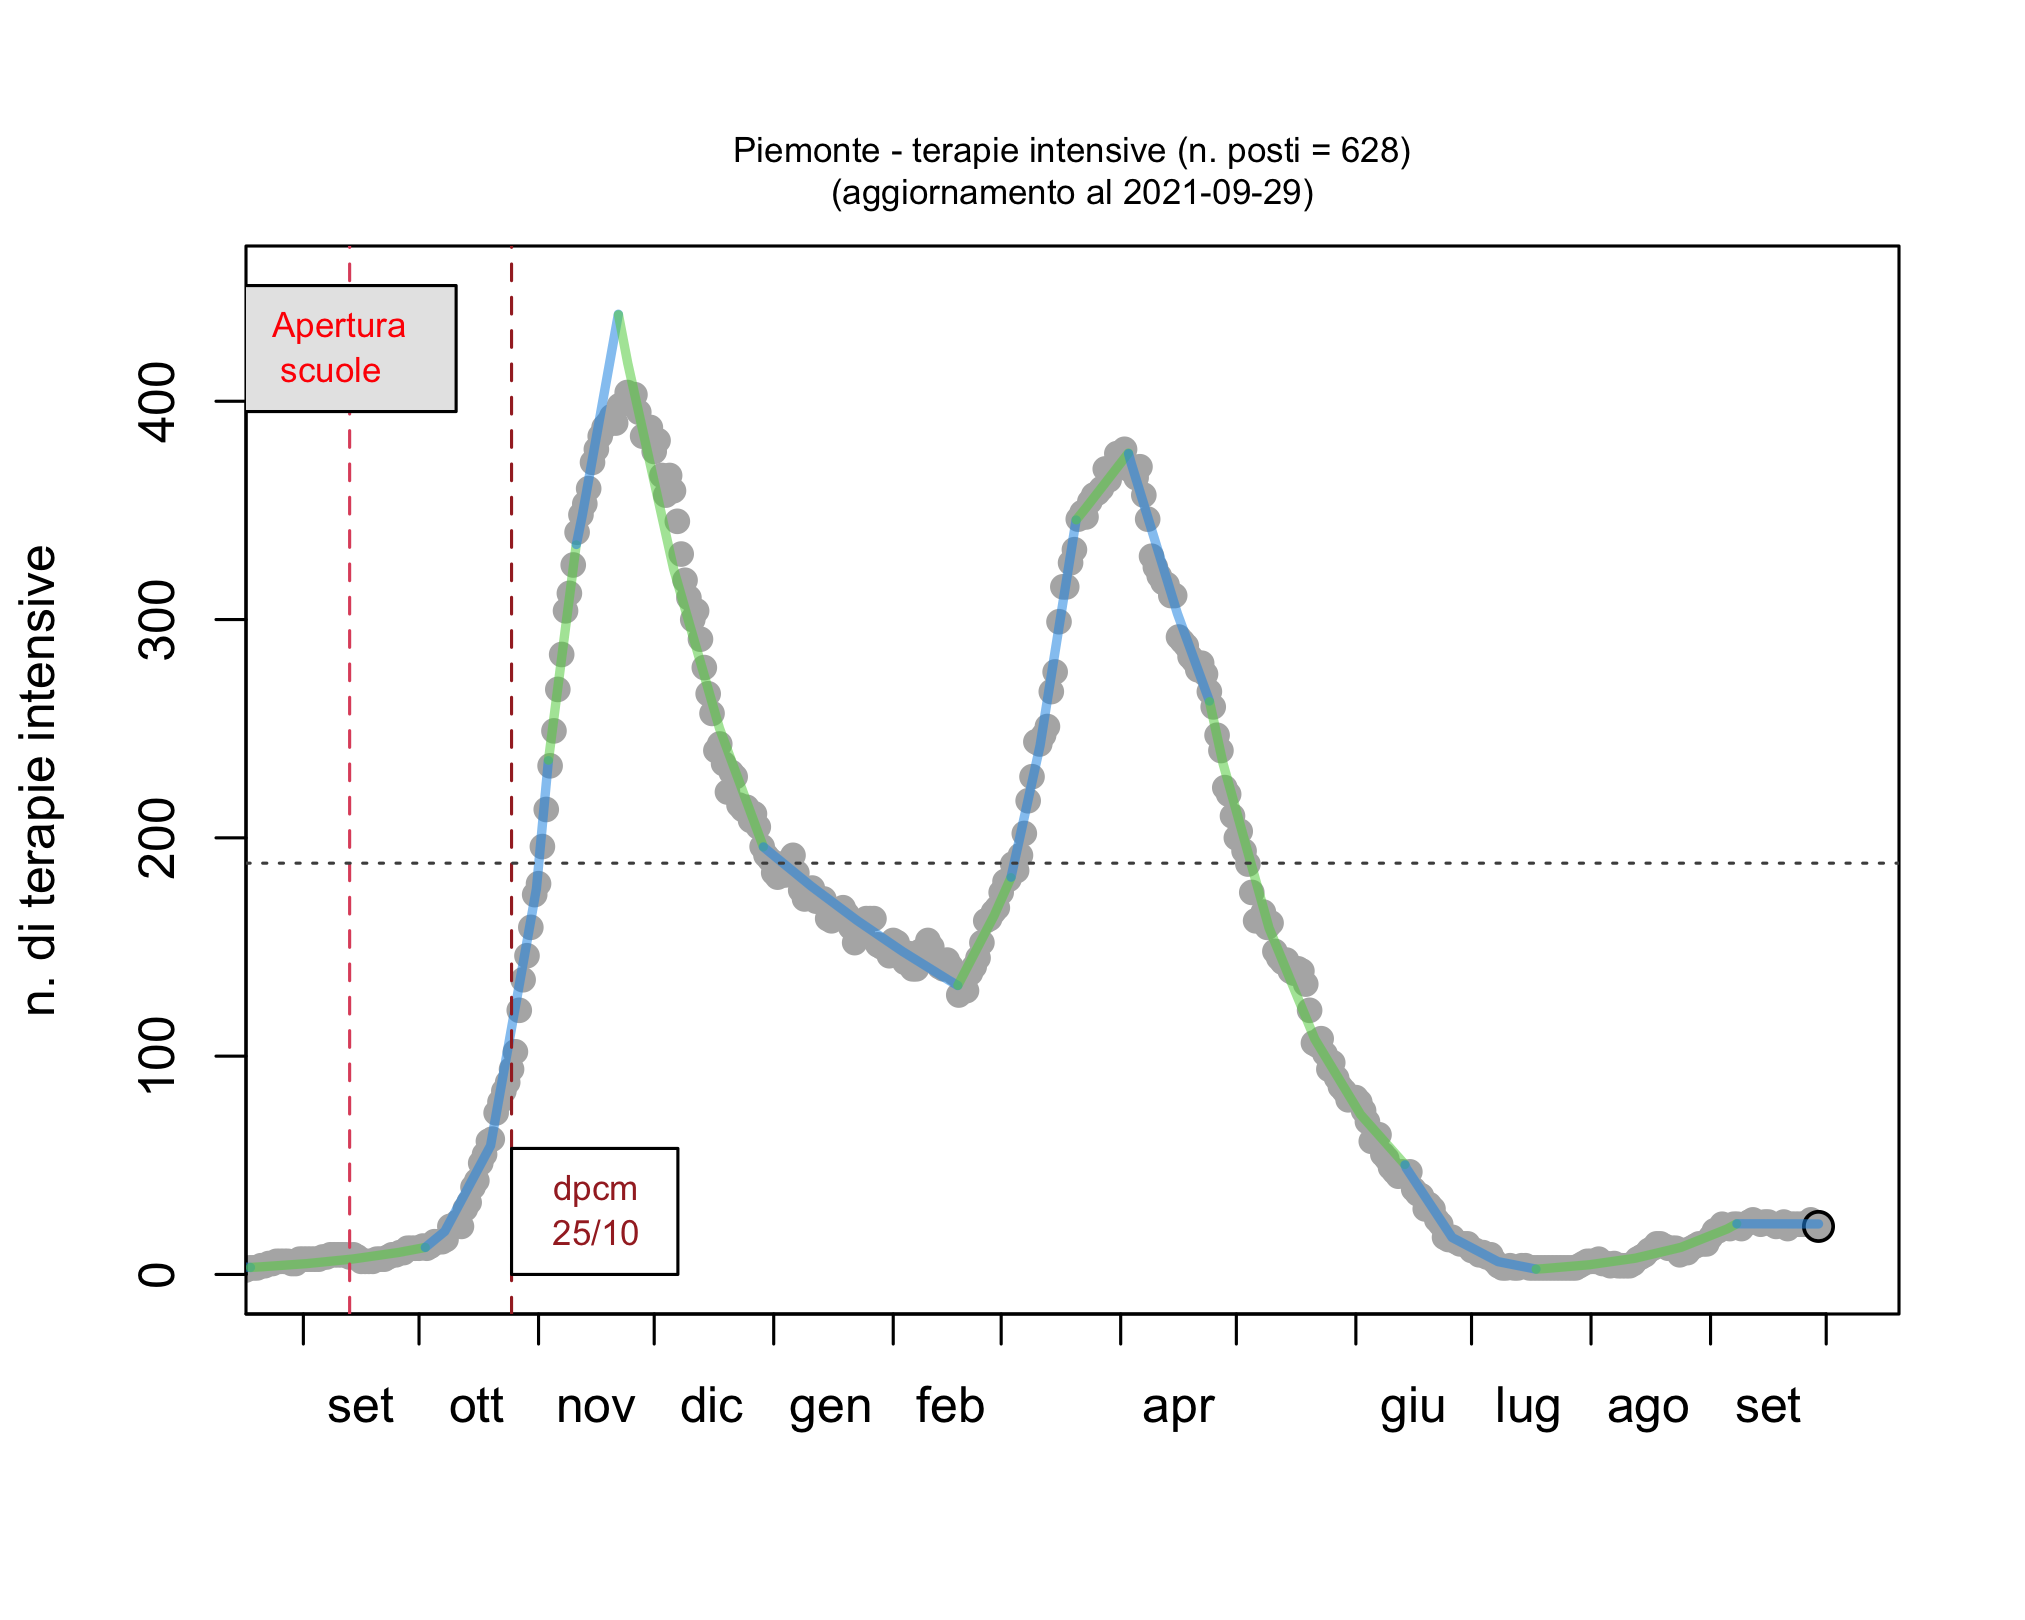 Piemonte - terapie intensive (n. posti = 628)
(aggiornamento al 2021-09-29)
Apertura
scuole
n. di terapie intensive
400
300
200
100
0
dpcm
25/10
set ott nov dic gen feb apr giu lug ago set